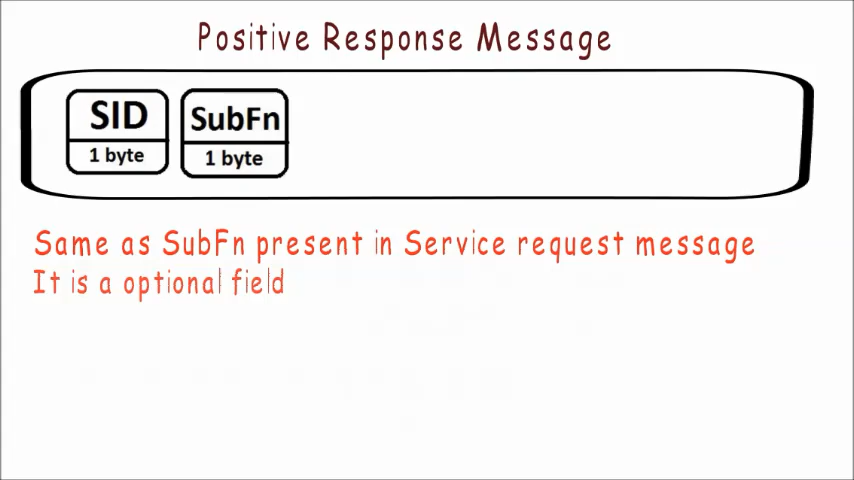 Positive Response Message
SID SubFn
1 byte 1 byte
Same as SubFn present in Service request message
It is a optional field